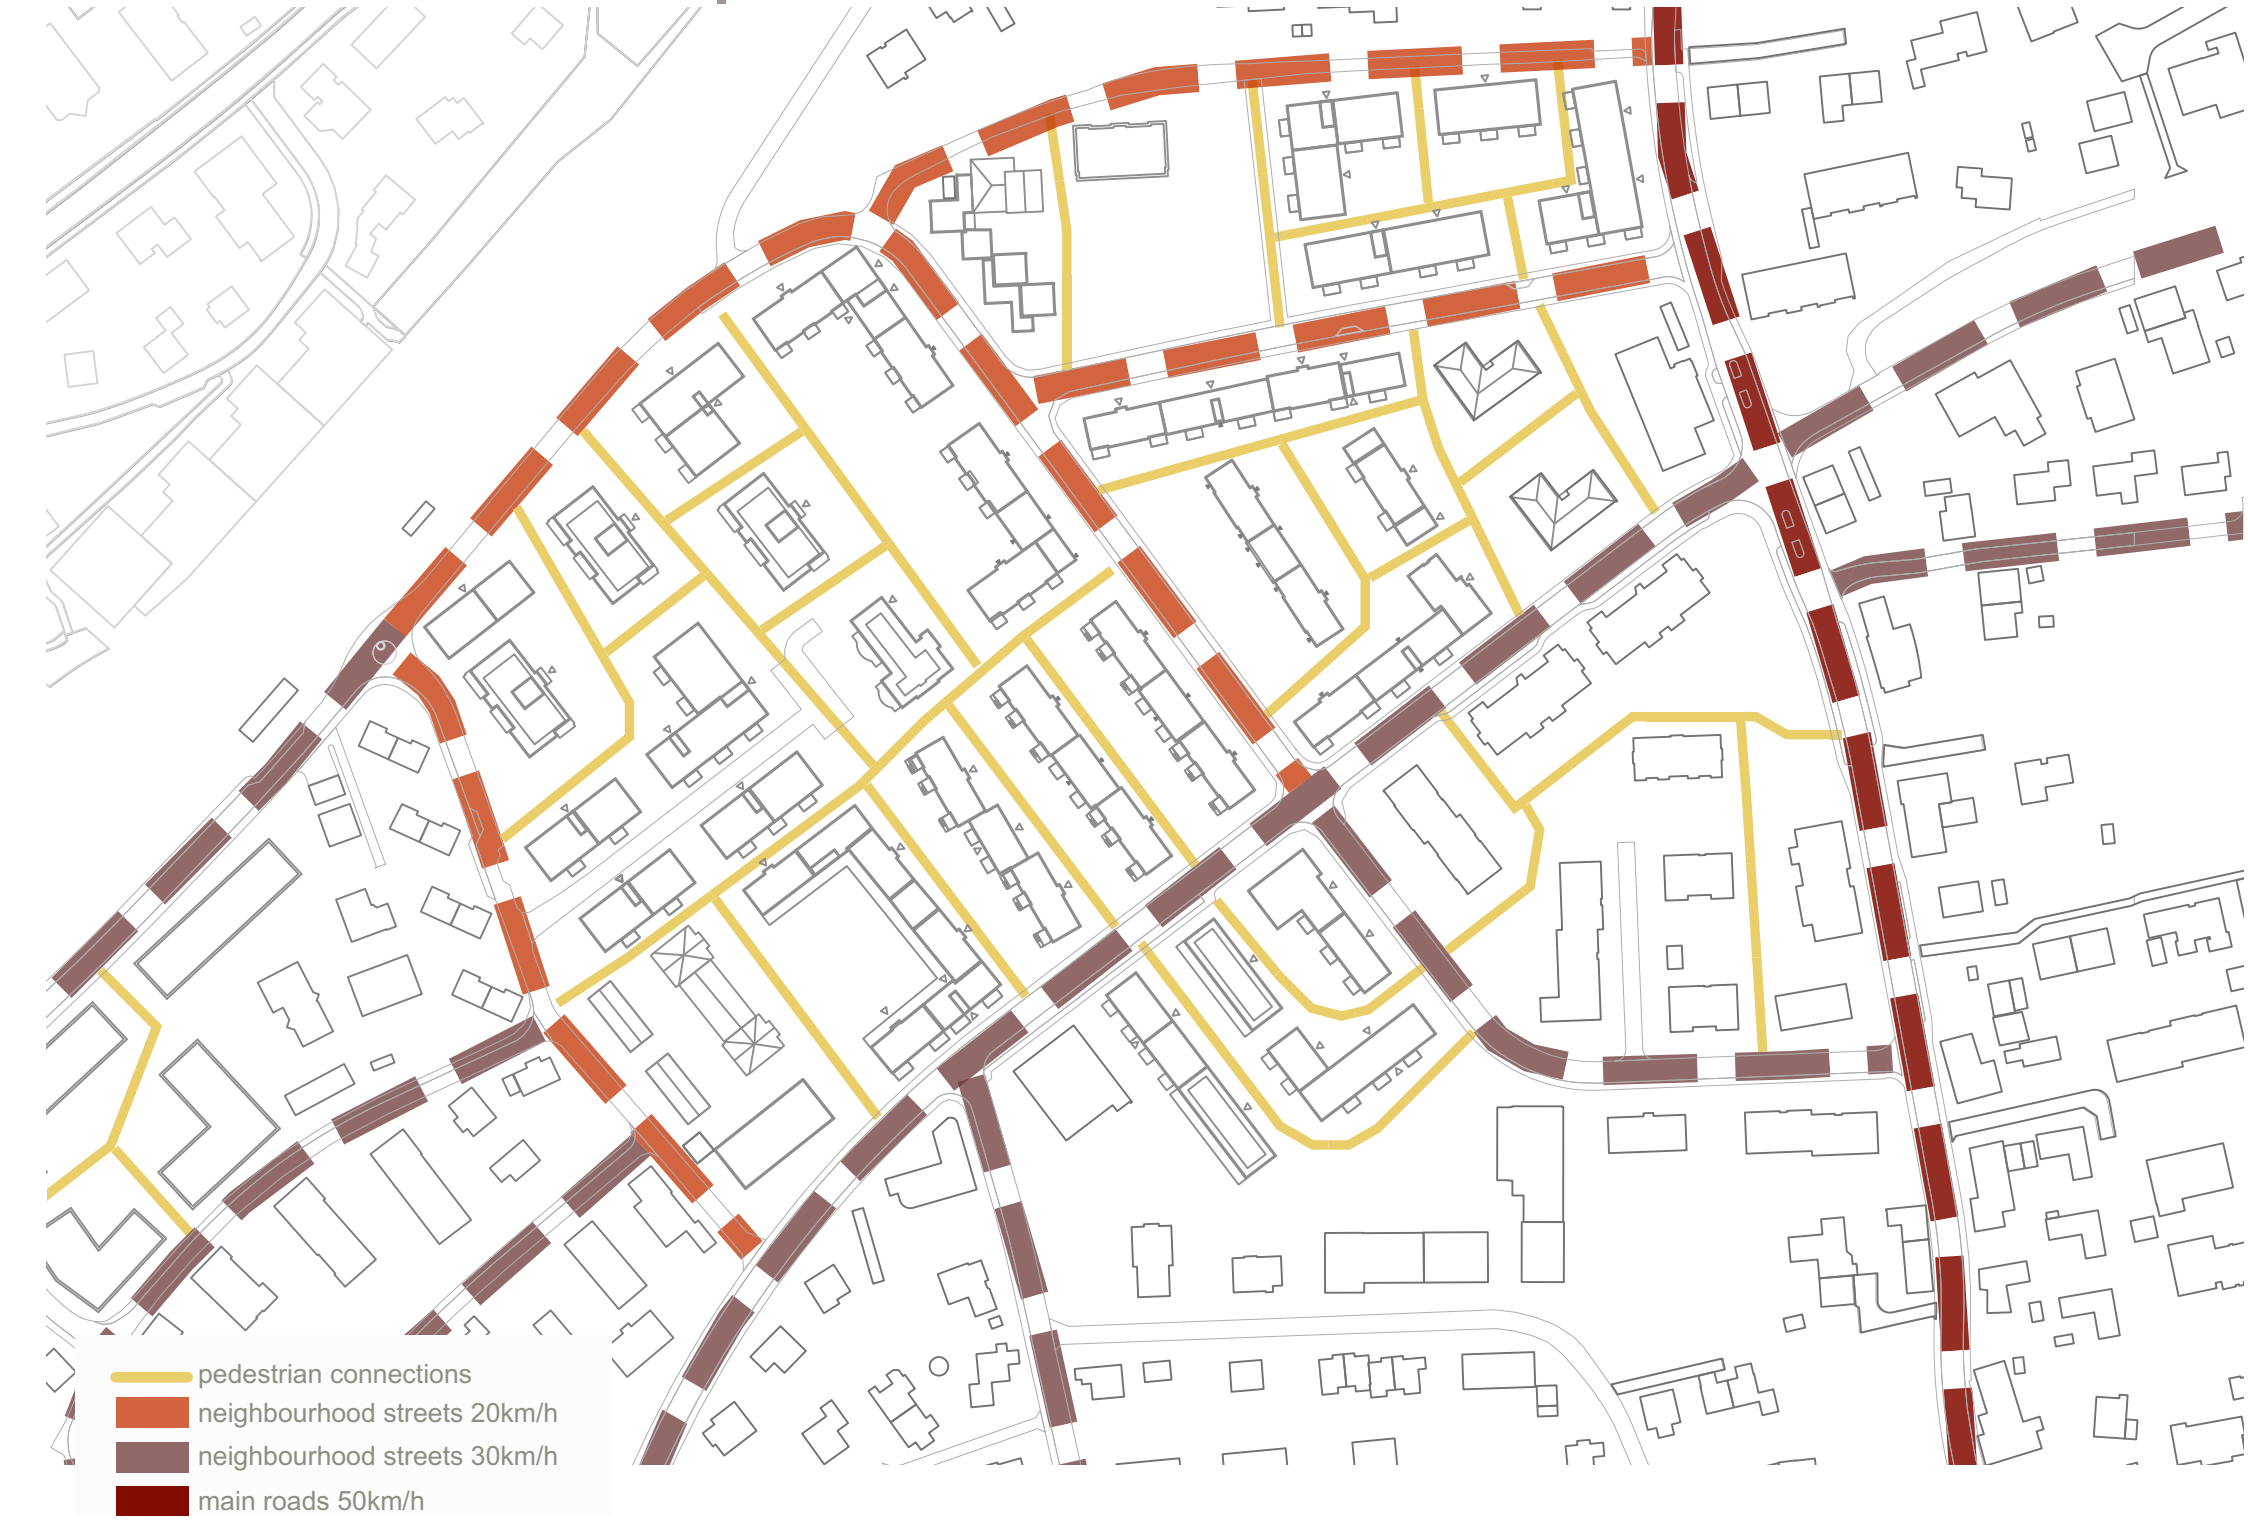 pedestrian connections
neighbourhood streets 20km/h
neighbourhood streets 30km/h
main roads 50km/h